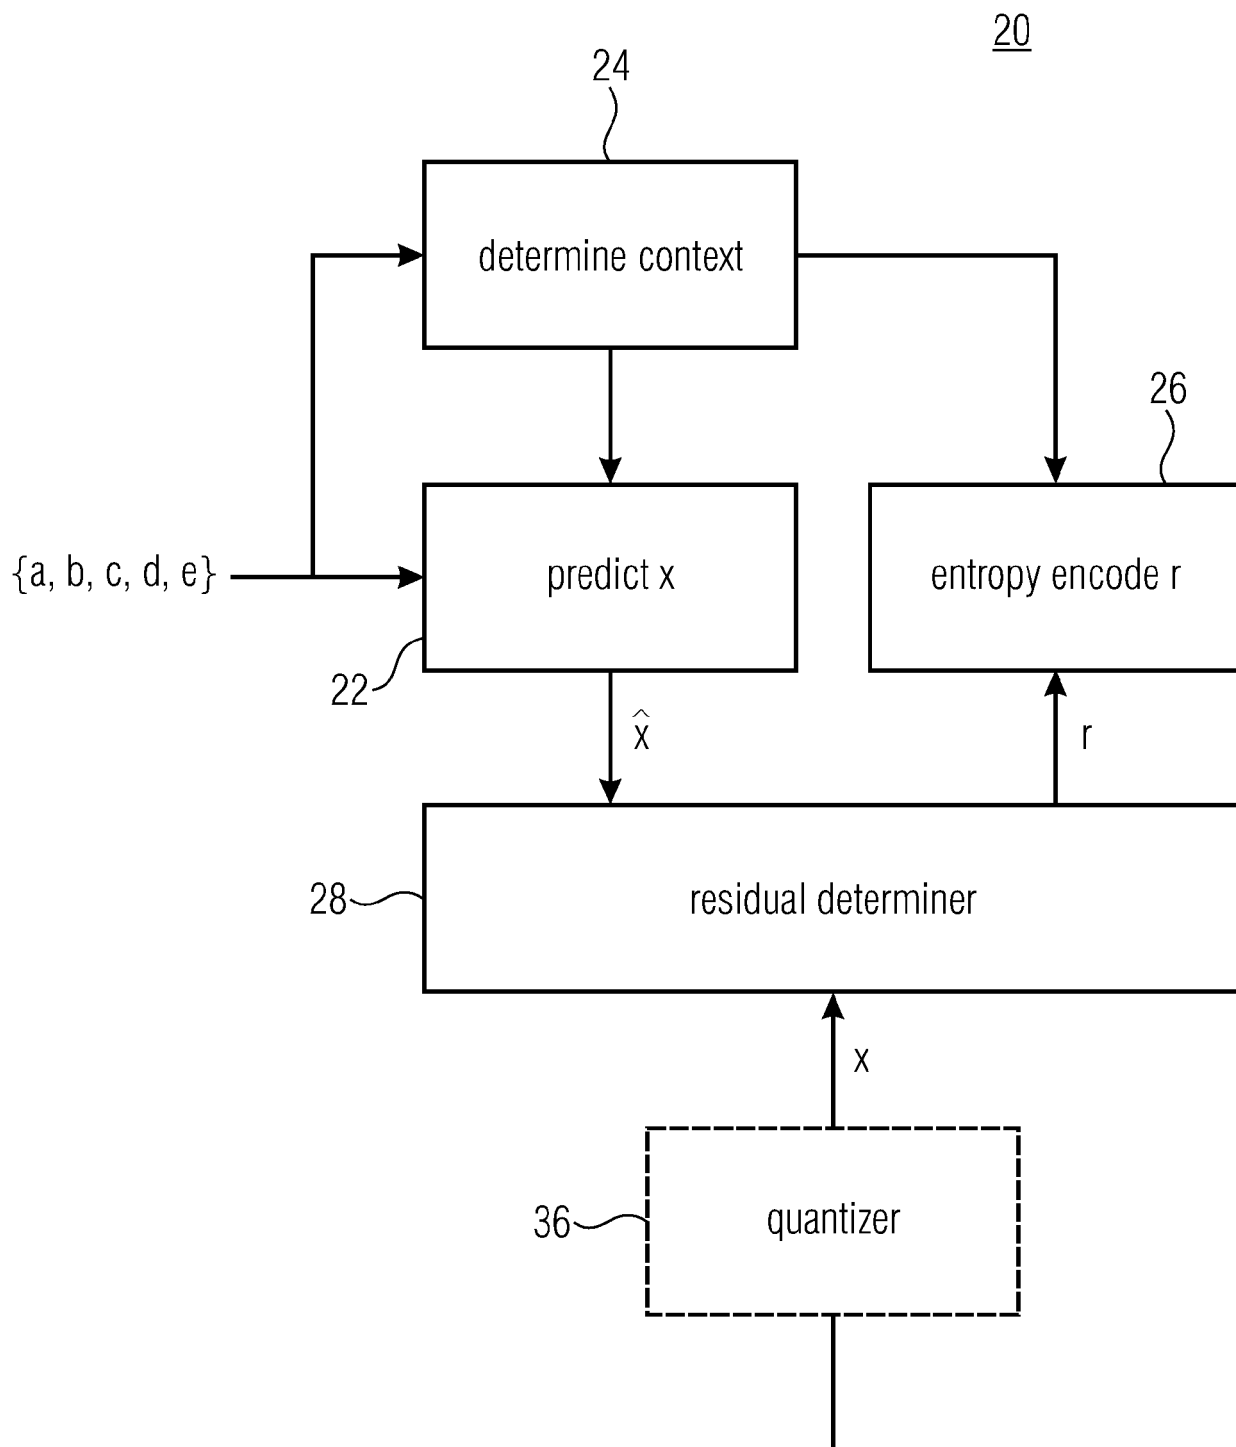 20
24
determine context
26
{a, b, c, d, e}
predict x
entropy encode r
22
x̂
r
28
residual determiner
x
36
quantizer